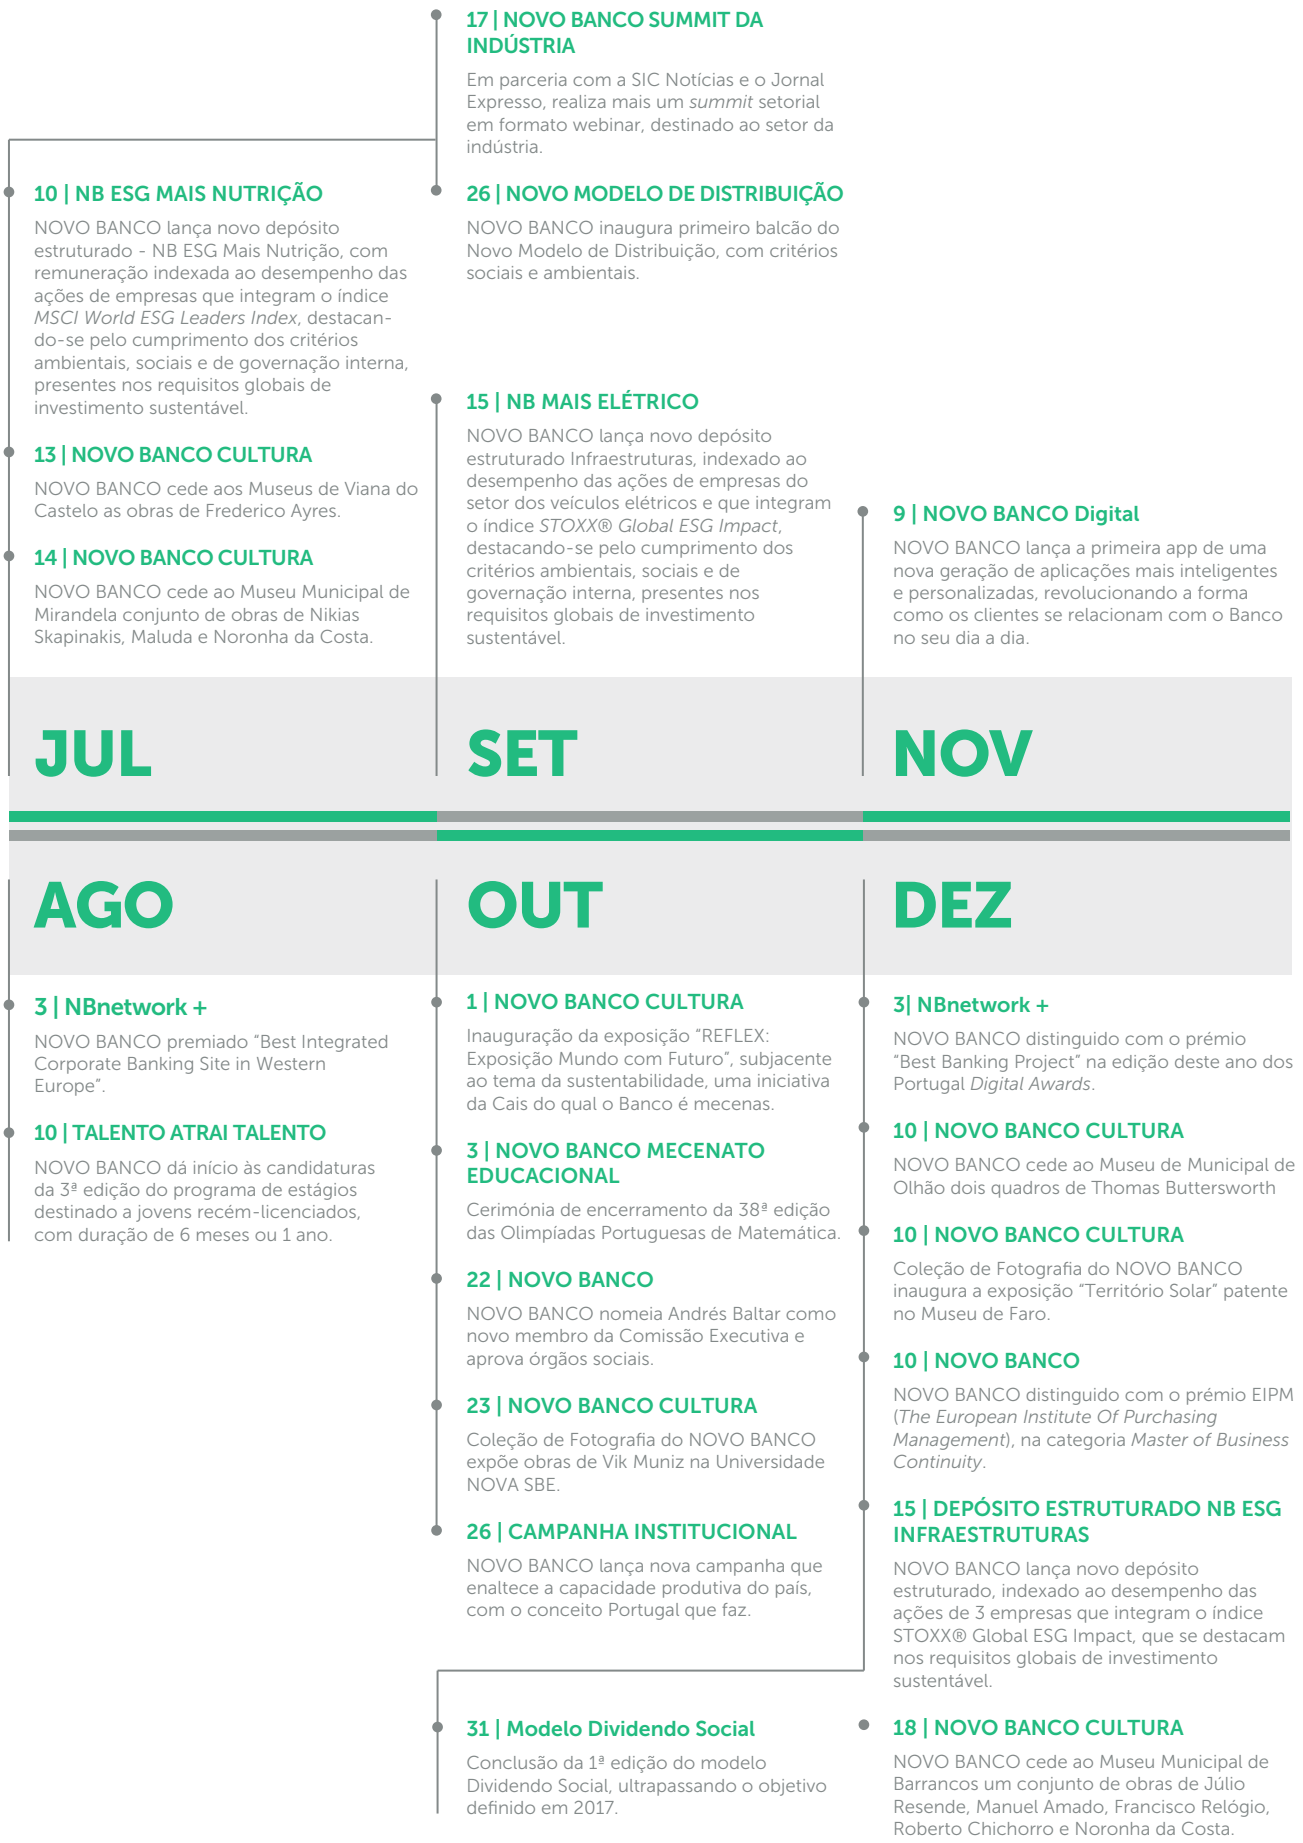 17 | NOVO BANCO SUMMIT DA
INDÚSTRIA
Em parceria com a SIC Notícias e o Jornal
Expresso, realiza mais um summit setorial
em formato webinar, destinado ao setor da
indústria.
10 | NB ESG MAIS NUTRIÇÃO
NOVO BANCO lança novo depósito
estruturado - NB ESG Mais Nutrição, com
remuneração indexada ao desempenho das
ações de empresas que integram o índice
MSCI World ESG Leaders Index, destacan-
do-se pelo cumprimento dos critérios
ambientais, sociais e de governação interna,
presentes nos requisitos globais de
investimento sustentável.
13 | NOVO BANCO CULTURA
NOVO BANCO cede aos Museus de Viana do
Castelo as obras de Frederico Ayres.
14 | NOVO BANCO CULTURA
NOVO BANCO cede ao Museu Municipal de
Mirandela conjunto de obras de Nikias
Skapinakis, Maluda e Noronha da Costa.
26 | NOVO MODELO DE DISTRIBUIÇÃO
NOVO BANCO inaugura primeiro balcão do
Novo Modelo de Distribuição, com critérios
sociais e ambientais.
15 | NB MAIS ELÉTRICO
NOVO BANCO lança novo depósito
estruturado Infraestruturas, indexado ao
desempenho das ações de empresas do
setor dos veículos elétricos e que integram
o índice STOXX® Global ESG Impact,
destacando-se pelo cumprimento dos
critérios ambientais, sociais e de
governação interna, presentes nos
requisitos globais de investimento
sustentável.
9 | NOVO BANCO Digital
NOVO BANCO lança a primeira app de uma
nova geração de aplicações mais inteligentes
e personalizadas, revolucionando a forma
como os clientes se relacionam com o Banco
no seu dia a dia.
JUL
SET
NOV
AGO
OUT
DEZ
3 | NBnetwork +
NOVO BANCO premiado “Best Integrated
Corporate Banking Site in Western
Europe”.
10 | TALENTO ATRAI TALENTO
NOVO BANCO dá início às candidaturas
da 3ª edição do programa de estágios
destinado a jovens recém-licenciados,
com duração de 6 meses ou 1 ano.
1 | NOVO BANCO CULTURA
Inauguração da exposição “REFLEX:
Exposição Mundo com Futuro”, subjacente
ao tema da sustentabilidade, uma iniciativa
da Cais do qual o Banco é mecenas.
3 | NOVO BANCO MECENATO
EDUCACIONAL
Cerimónia de encerramento da 38ª edição
das Olimpíadas Portuguesas de Matemática.
22 | NOVO BANCO
NOVO BANCO nomeia Andrés Baltar como
novo membro da Comissão Executiva e
aprova órgãos sociais.
23 | NOVO BANCO CULTURA
Coleção de Fotografia do NOVO BANCO
expõe obras de Vik Muniz na Universidade
NOVA SBE.
26 | CAMPANHA INSTITUCIONAL
NOVO BANCO lança nova campanha que
enaltece a capacidade produtiva do país,
com o conceito Portugal que faz.
3| NBnetwork +
NOVO BANCO distinguido com o prémio
“Best Banking Project” na edição deste ano dos
Portugal Digital Awards.
10 | NOVO BANCO CULTURA
NOVO BANCO cede ao Museu de Municipal de
Olhão dois quadros de Thomas Buttersworth
10 | NOVO BANCO CULTURA
Coleção de Fotografia do NOVO BANCO
inaugura a exposição “Território Solar” patente
no Museu de Faro.
10 | NOVO BANCO
NOVO BANCO distinguido com o prémio EIPM
(The European Institute Of Purchasing
Management), na categoria Master of Business
Continuity.
15 | DEPÓSITO ESTRUTURADO NB ESG
INFRAESTRUTURAS
NOVO BANCO lança novo depósito
estruturado, indexado ao desempenho das
ações de 3 empresas que integram o índice
STOXX® Global ESG Impact, que se destacam
nos requisitos globais de investimento
sustentável.
18 | NOVO BANCO CULTURA
NOVO BANCO cede ao Museu Municipal de
Barrancos um conjunto de obras de Júlio
Resende, Manuel Amado, Francisco Relógio,
Roberto Chichorro e Noronha da Costa.
31 | Modelo Dividendo Social
Conclusão da 1ª edição do modelo
Dividendo Social, ultrapassando o objetivo
definido em 2017.